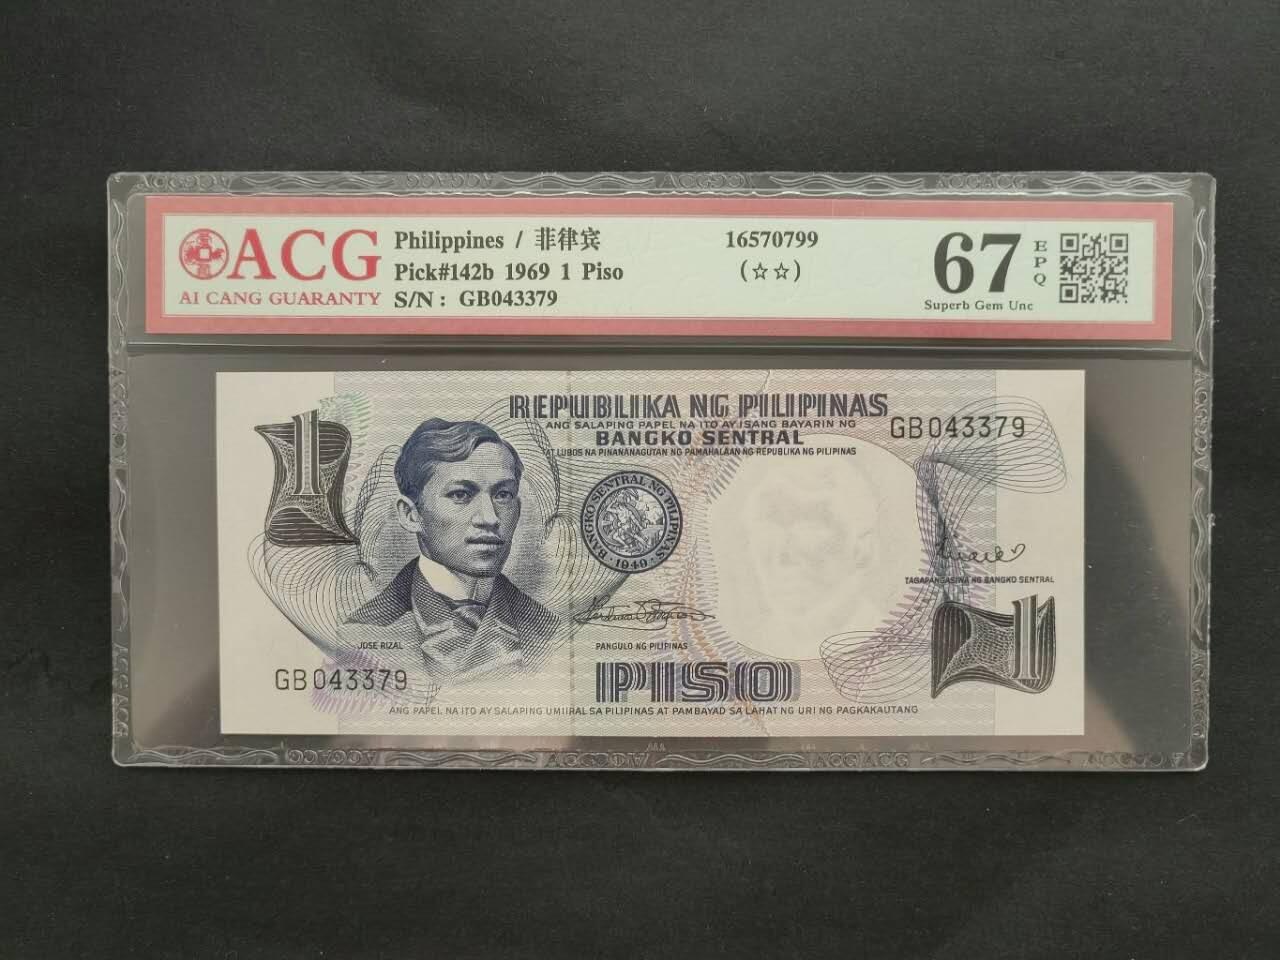 ACG
AI CANG GUARANTY
Philippines / 菲律宾
Pick#142b 1969 1 Piso
S/N : GB043379
16570799
(☆☆)
67
EPQ
Superb Gem Unc
REPUBLIKA NG PILIPINAS
ANG SALAPING PAPEL NA ITO AY ISANG BAYARIN NG
BANGKO SENTRAL
AT LUBOS NA PINANANAGUTAN NG PAMAHALAAN NG REPUBLIKA NG PILIPINAS
GB043379
1
BANGKO SENTRAL NG PILIPINAS
1949
TAGAPANGASIWA NG BANGKO SENTRAL
JOSE RIZAL
PANGULO NG PILIPINAS
GB043379
PISO
1
ANG PAPEL NA ITO AY SALAPING UMIIRAL SA PILIPINAS AT PAMBAYAD SA LAHAT NG URI NG PAGKAKAUTANG